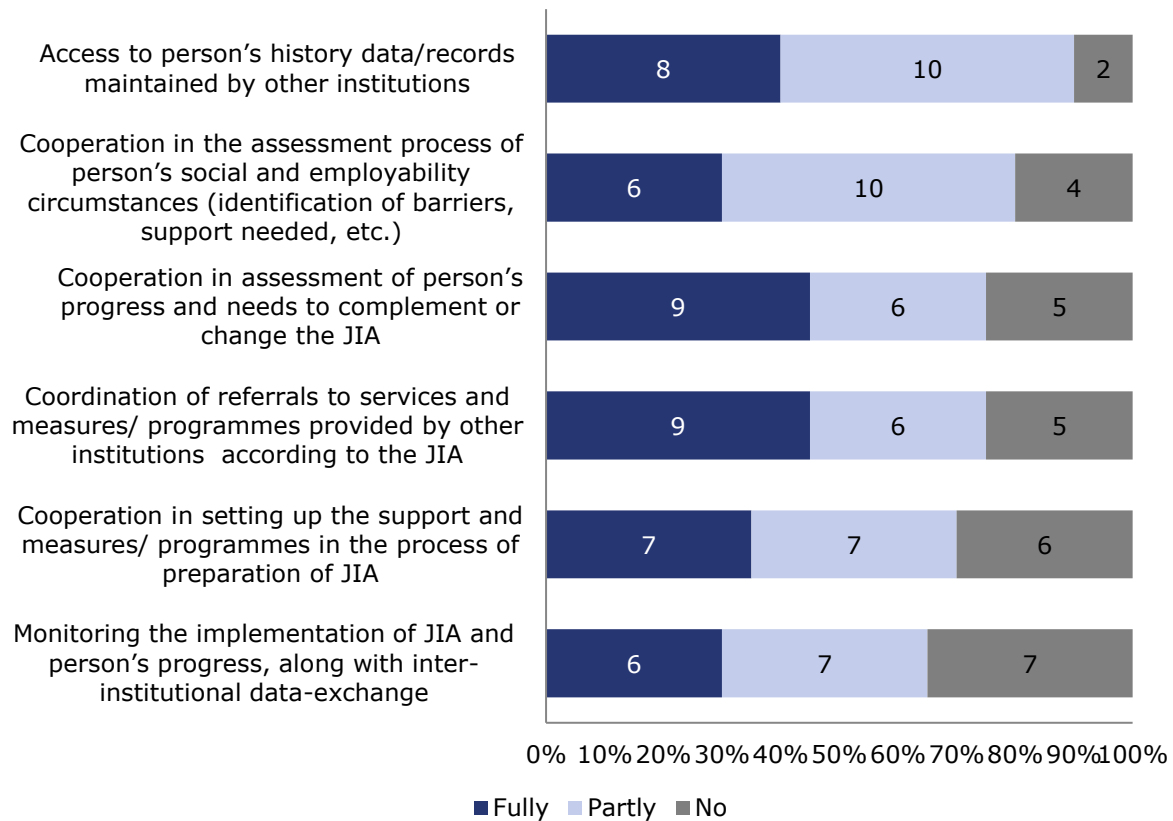 Access to person’s history data/records
maintained by other institutions
8 10 2
Cooperation in the assessment process of
person’s social and employability
circumstances (identification of barriers,
support needed, etc.)
6 10 4
Cooperation in assessment of person’s
progress and needs to complement or
change the JIA
9 6 5
Coordination of referrals to services and
measures/ programmes provided by other
institutions  according to the JIA
9 6 5
Cooperation in setting up the support and
measures/ programmes in the process of
preparation of JIA
7 7 6
Monitoring the implementation of JIA and
person’s progress, along with inter-
institutional data-exchange
6 7 7
0% 10% 20% 30% 40% 50% 60% 70% 80% 90% 100%
Fully Partly No